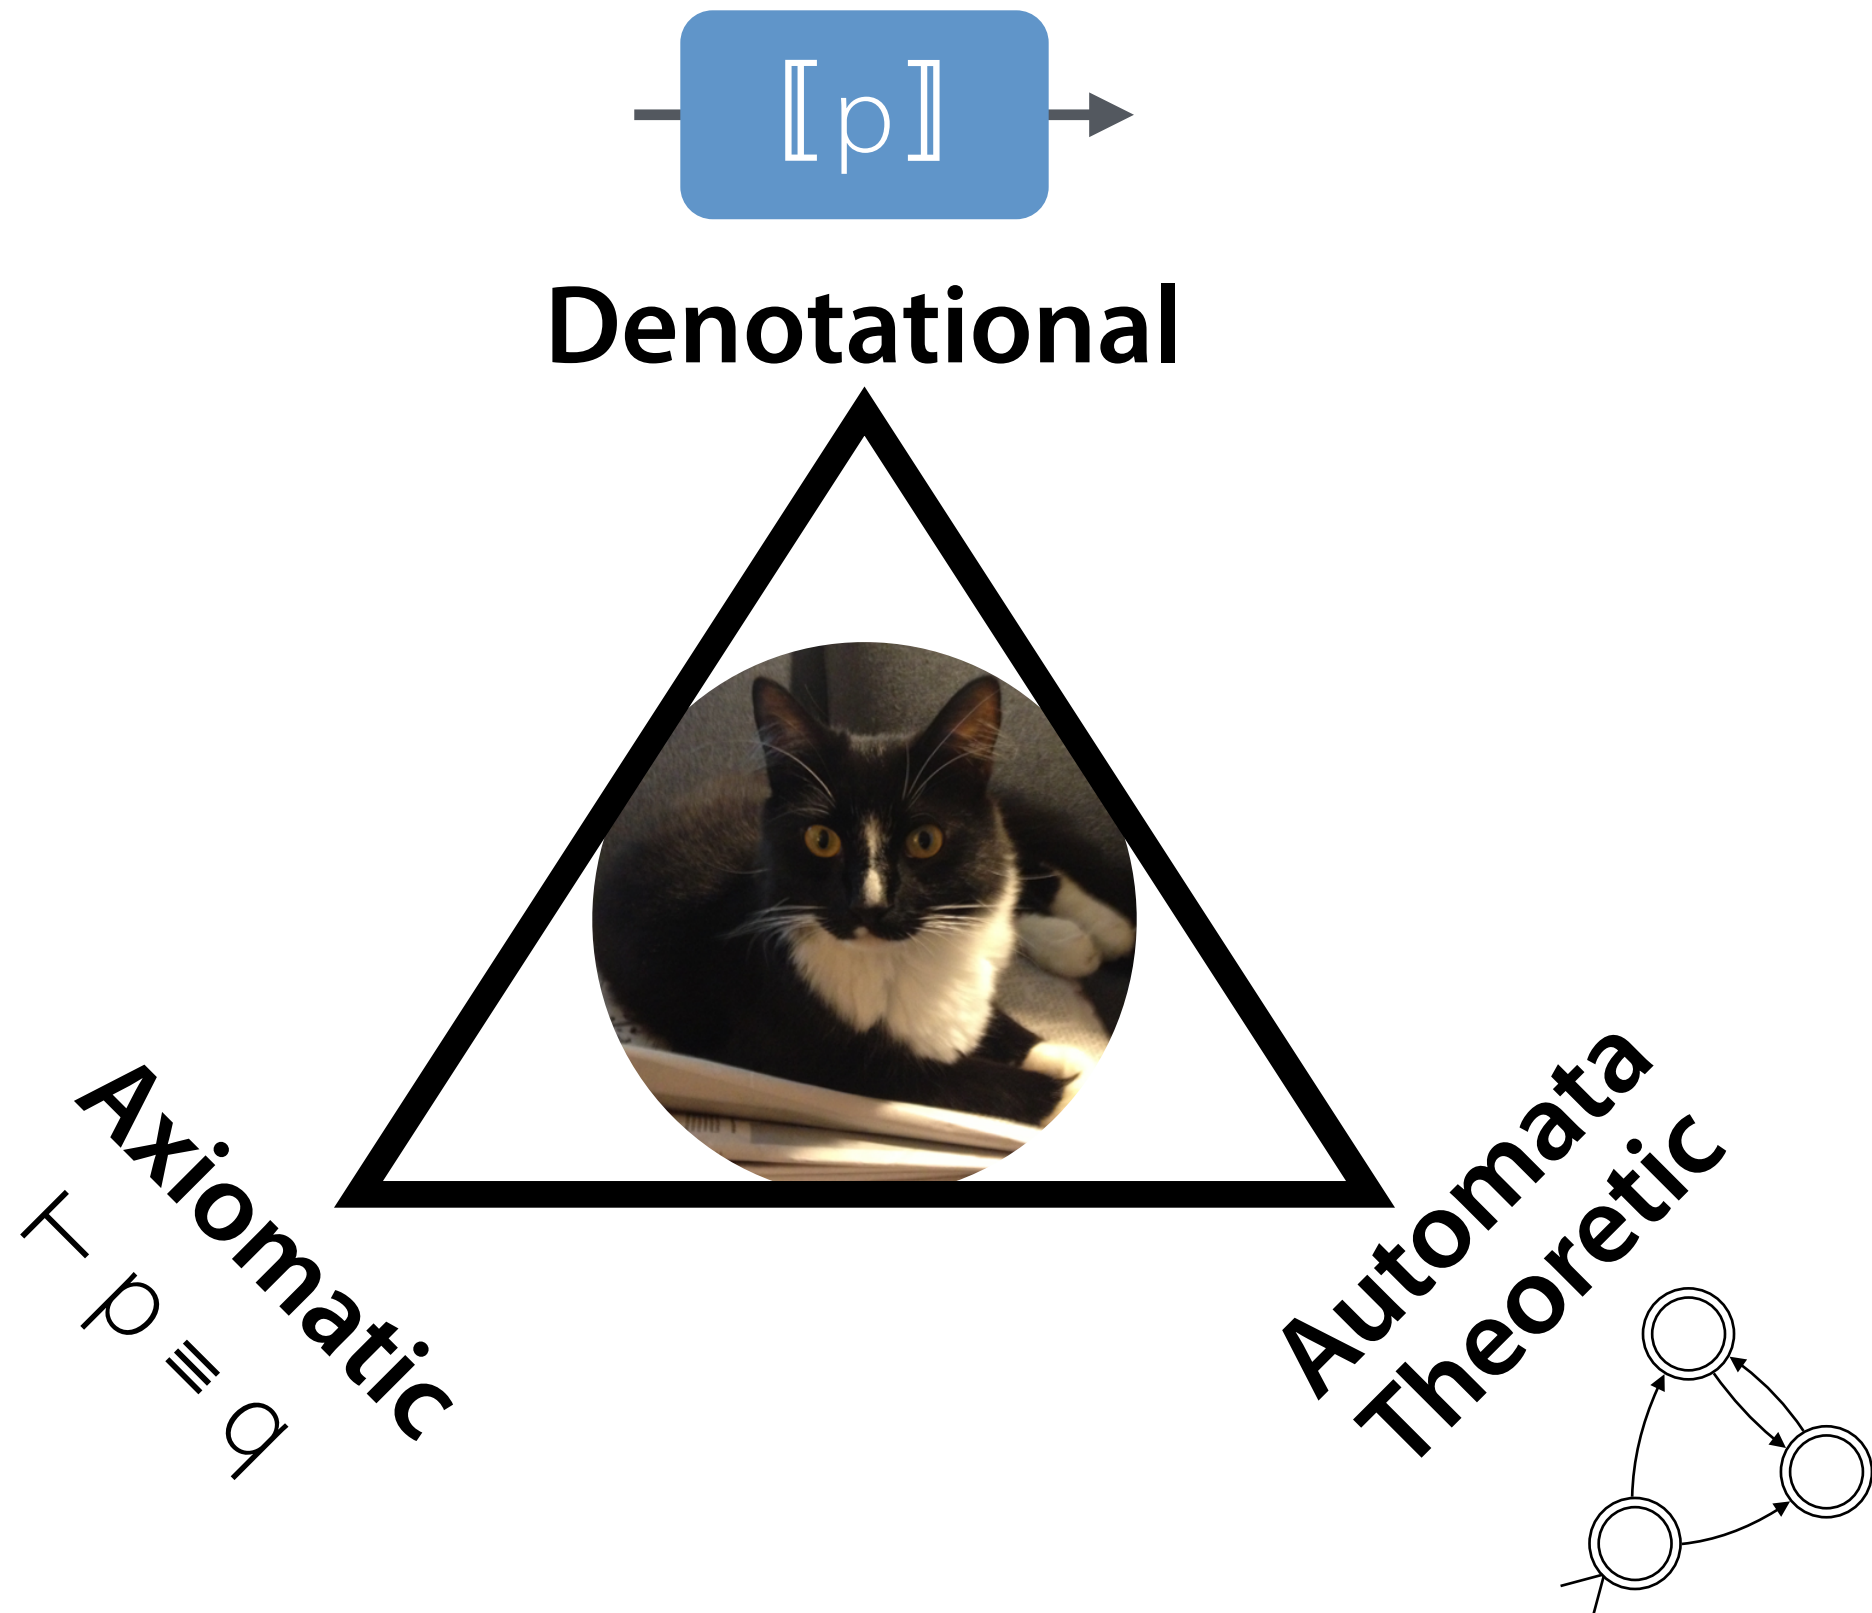 ⟦p⟧
Denotational
Axiomatic
⊢ p ≡ q
Automata
Theoretic